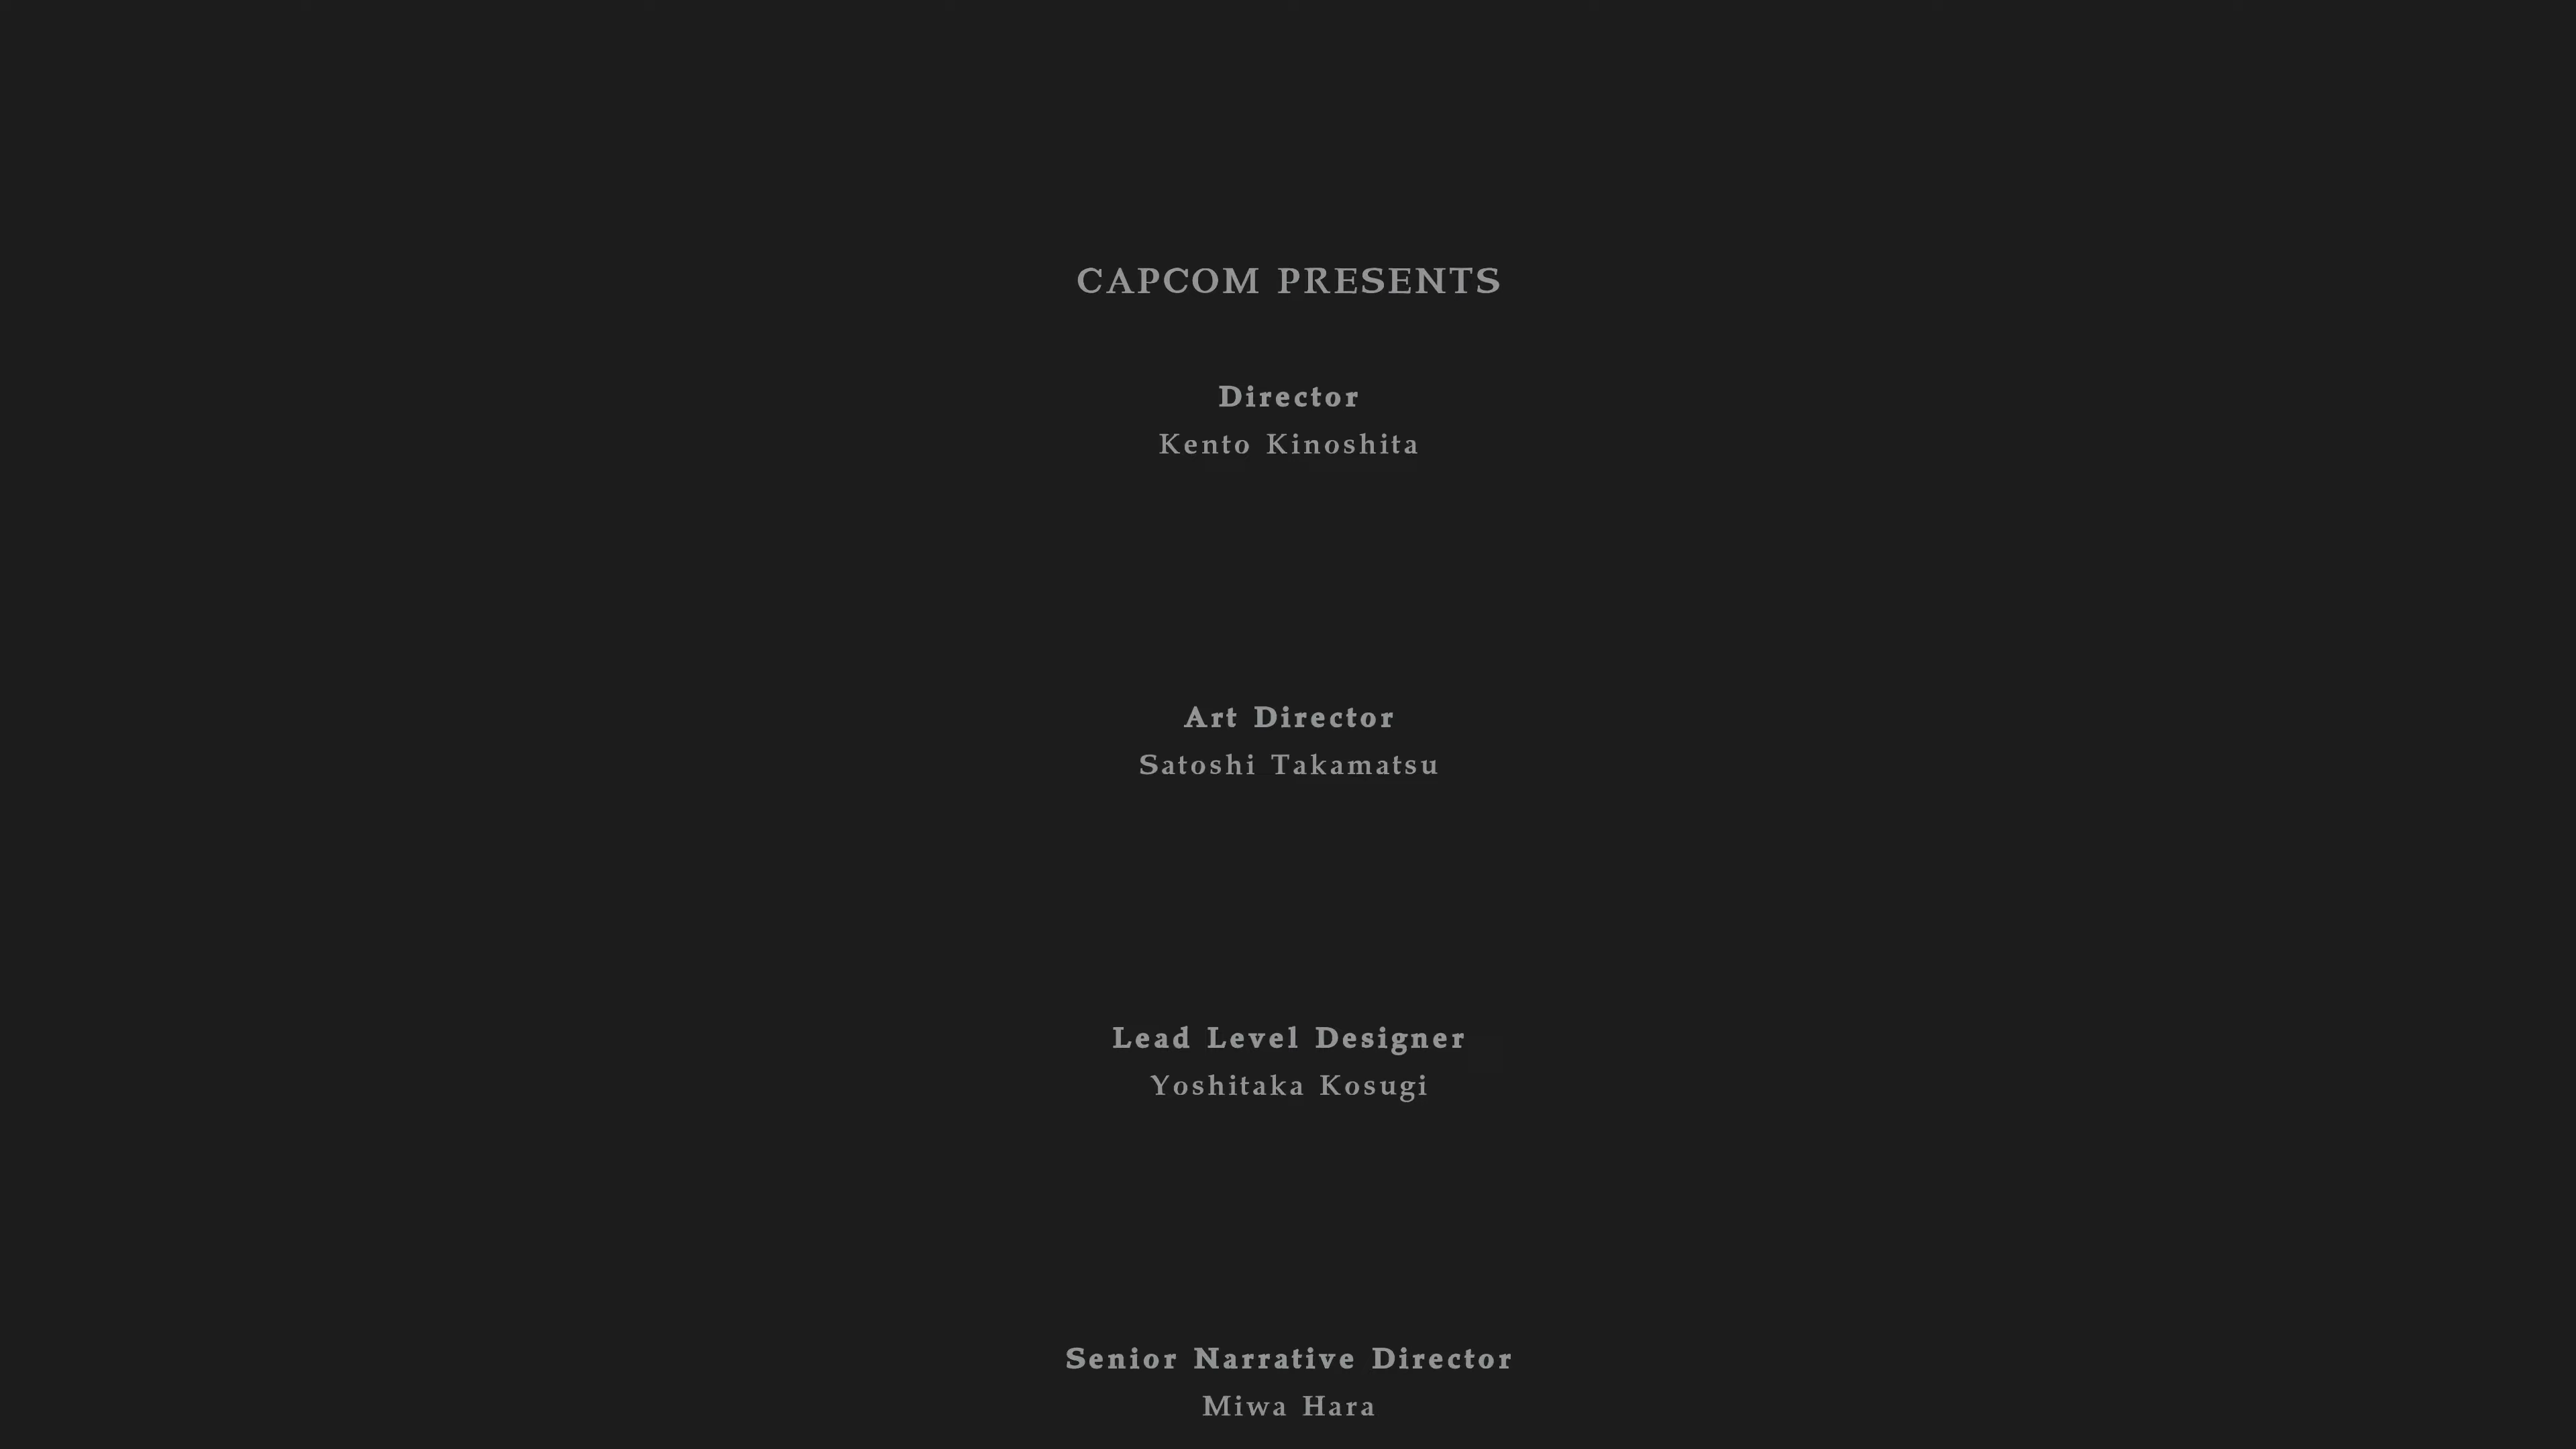 CAPCOM PRESENTS
Director
Kento Kinoshita
Art Director
Satoshi Takamatsu
Lead Level Designer
Yoshitaka Kosugi
Senior Narrative Director
Miwa Hara